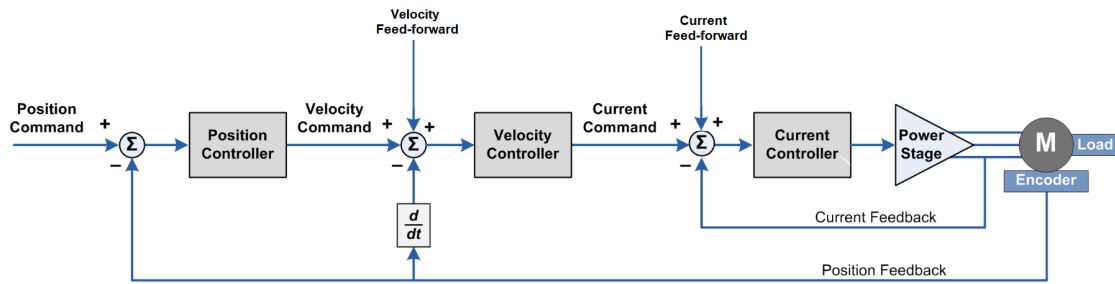 Velocity
Feed-forward
Current
Feed-forward
Position
Command
+
−
Σ
Position
Controller
Velocity
Command
+
+
−
Σ
Velocity
Controller
Current
Command
+
+
−
Σ
Current
Controller
Power
Stage
M
Load
Encoder
d
dt
Current Feedback
Position Feedback